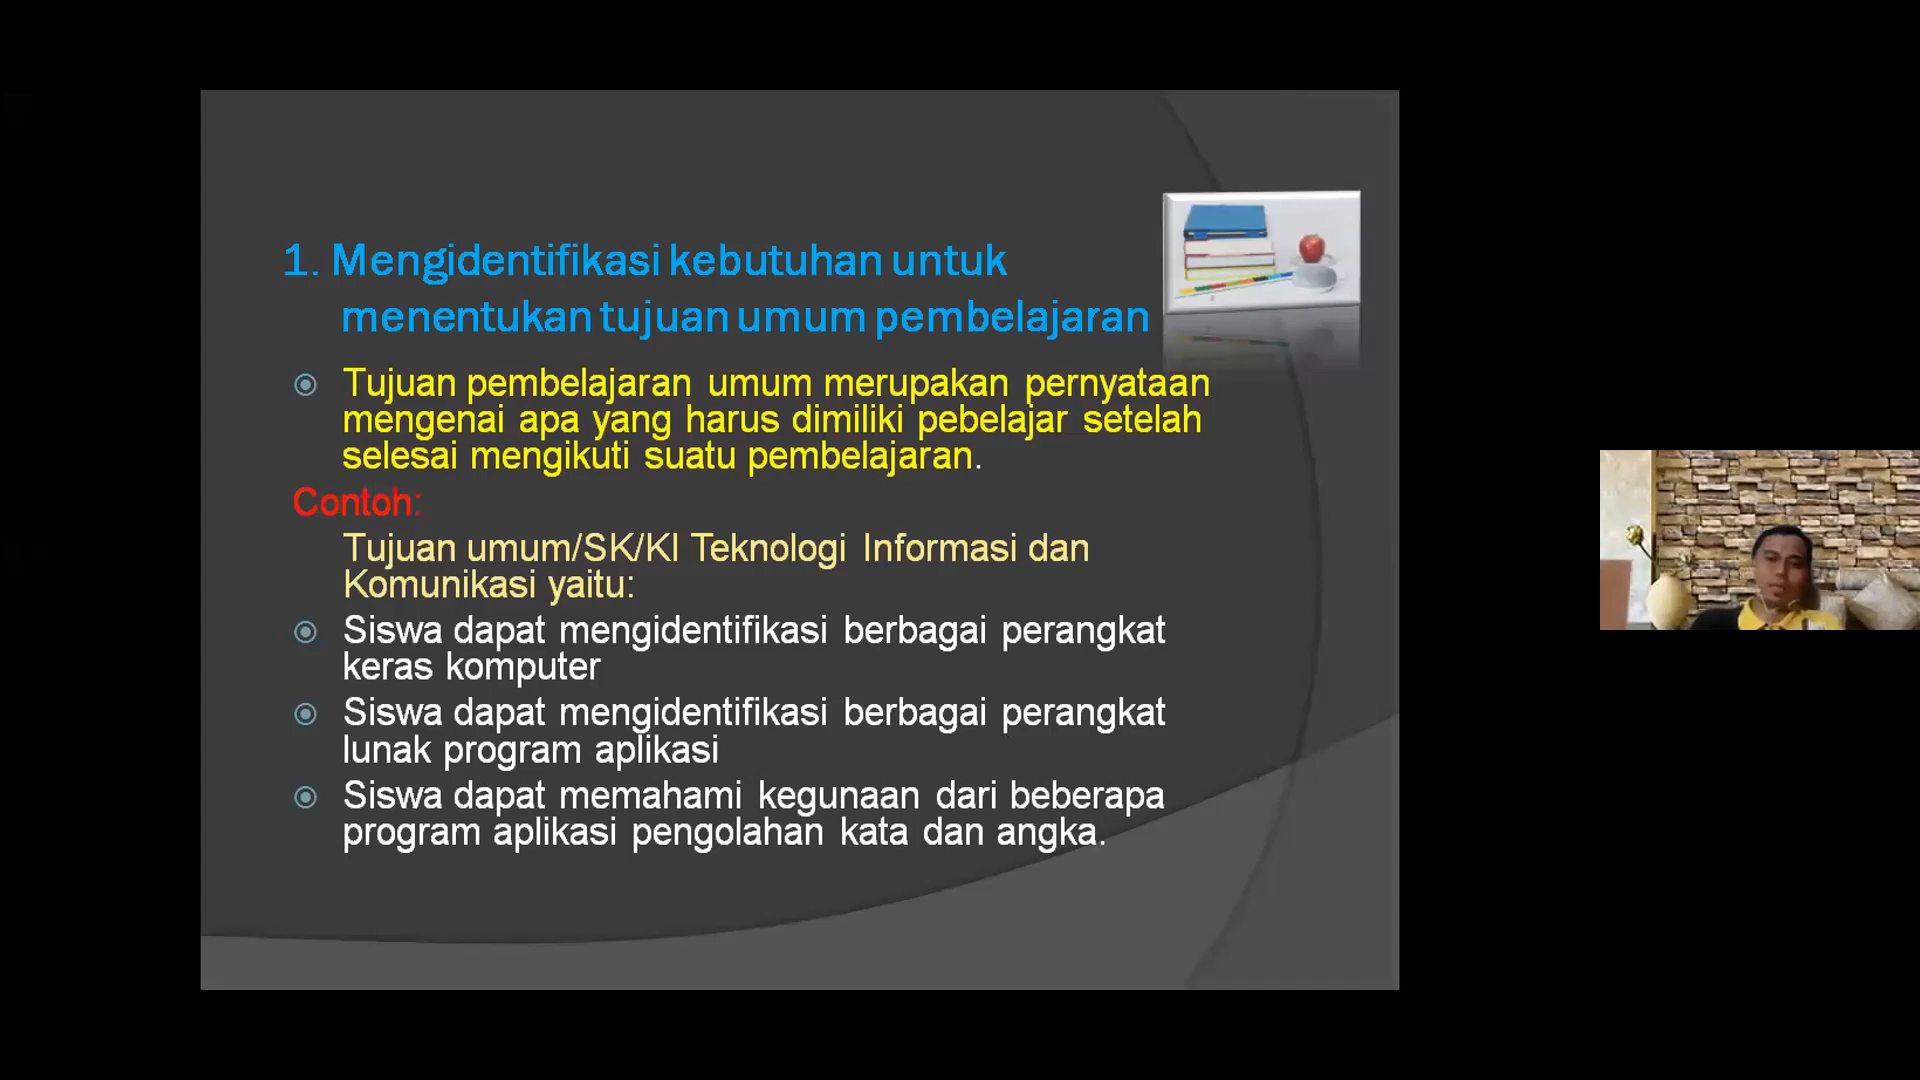 1. Mengidentifikasi kebutuhan untuk
menentukan tujuan umum pembelajaran
Tujuan pembelajaran umum merupakan pernyataan
mengenai apa yang harus dimiliki pebelajar setelah
selesai mengikuti suatu pembelajaran.
Contoh:
Tujuan umum/SK/KI Teknologi Informasi dan
Komunikasi yaitu:
Siswa dapat mengidentifikasi berbagai perangkat
keras komputer
Siswa dapat mengidentifikasi berbagai perangkat
lunak program aplikasi
Siswa dapat memahami kegunaan dari beberapa
program aplikasi pengolahan kata dan angka.